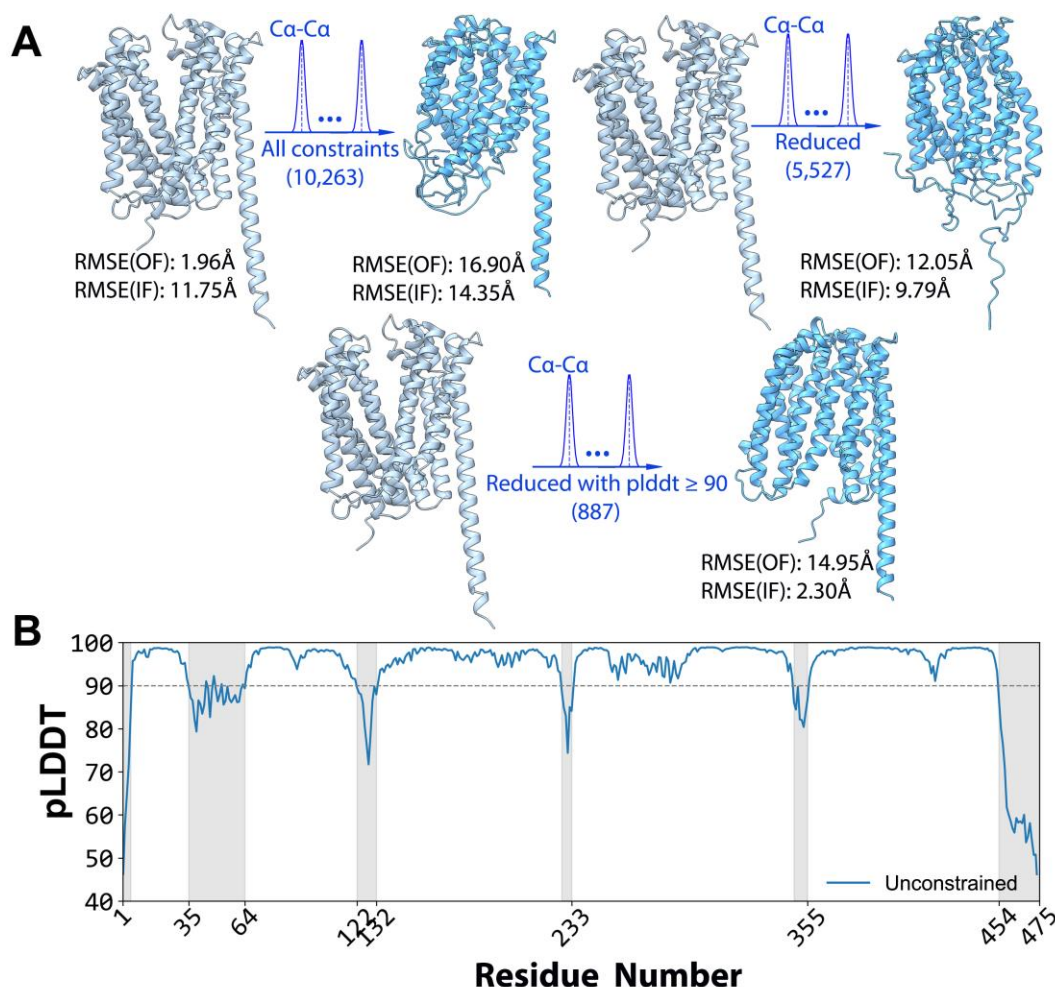 A
Cα-Cα
•••
All constraints
(10,263)
RMSE(OF): 1.96Å
RMSE(IF): 11.75Å
RMSE(OF): 16.90Å
RMSE(IF): 14.35Å
Cα-Cα
•••
Reduced
(5,527)
RMSE(OF): 12.05Å
RMSE(IF): 9.79Å
Cα-Cα
•••
Reduced with plddt ≥ 90
(887)
RMSE(OF): 14.95Å
RMSE(IF): 2.30Å
B
pLDDT
100
90
80
70
60
50
40
Unconstrained
1
35
64
122
132
233
355
454
475
Residue Number